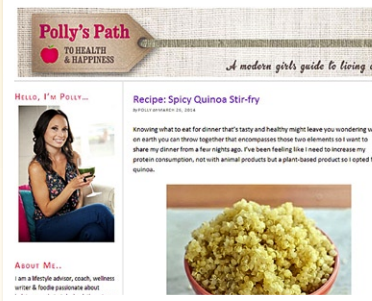 Polly's Path
TO HEALTH
& HAPPINESS
A modern girls guide to living
HELLO, I'M POLLY...
Recipe: Spicy Quinoa Stir-fry
By POLLY on MARCH 25, 2014
Knowing what to eat for dinner that's tasty and healthy might leave you wondering
on earth you can throw together that encompasses those two elements so I want to
share my dinner from a few nights ago. I've been feeling like I need to increase my
protein consumption, not with animal products but a plant-based product so I opted
quinoa.
ABOUT ME..
I am a lifestyle advisor, coach, wellness
writer & foodie passionate about